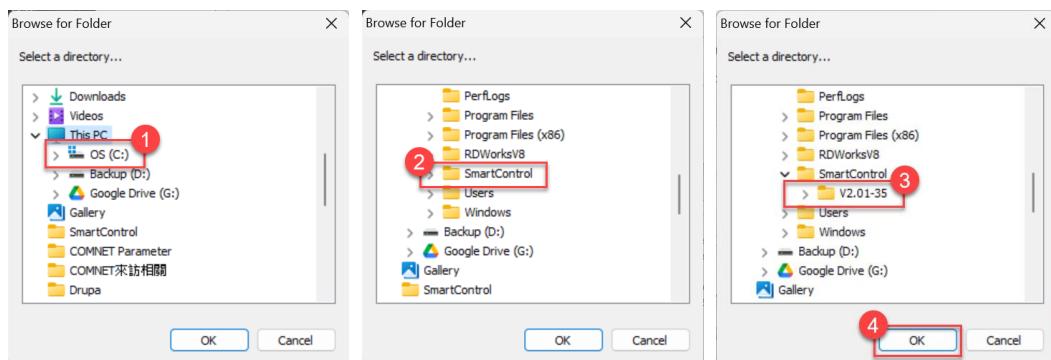 Browse for Folder
Select a directory...
Downloads
Videos
This PC
1
OS (C:)
Backup (D:)
Google Drive (G:)
Gallery
SmartControl
COMNET Parameter
COMNET來訪相關
Drupa
OK
Cancel
Browse for Folder
Select a directory...
PerfLogs
Program Files
Program Files (x86)
RDWorksV8
2
SmartControl
Users
Windows
Backup (D:)
Google Drive (G:)
Gallery
SmartControl
OK
Cancel
Browse for Folder
Select a directory...
PerfLogs
Program Files
Program Files (x86)
RDWorksV8
SmartControl
3
V2.01-35
Users
Windows
Backup (D:)
Google Drive (G:)
Gallery
4
OK
Cancel